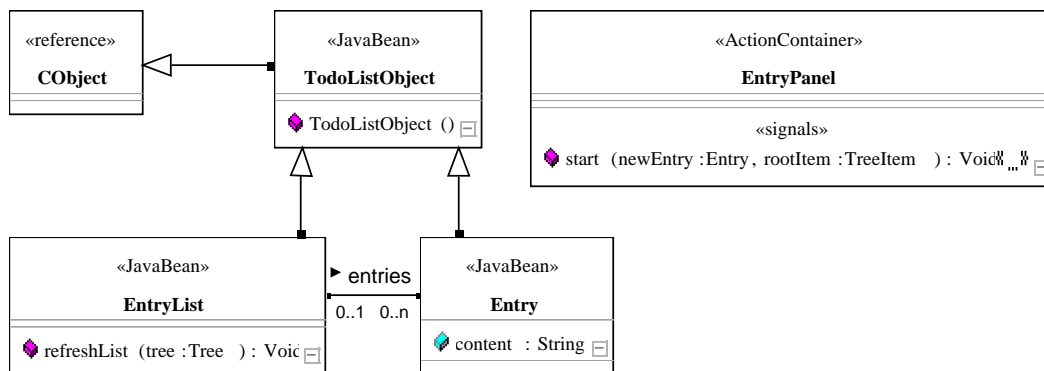 «reference»
CObject
«JavaBean»
TodoListObject
TodoListObject ()
«ActionContainer»
EntryPanel
«signals»
start (newEntry :Entry, rootItem :TreeItem ) : Void
«JavaBean»
EntryList
refreshList (tree :Tree ) : Void
entries
0..1 0..n
«JavaBean»
Entry
content : String